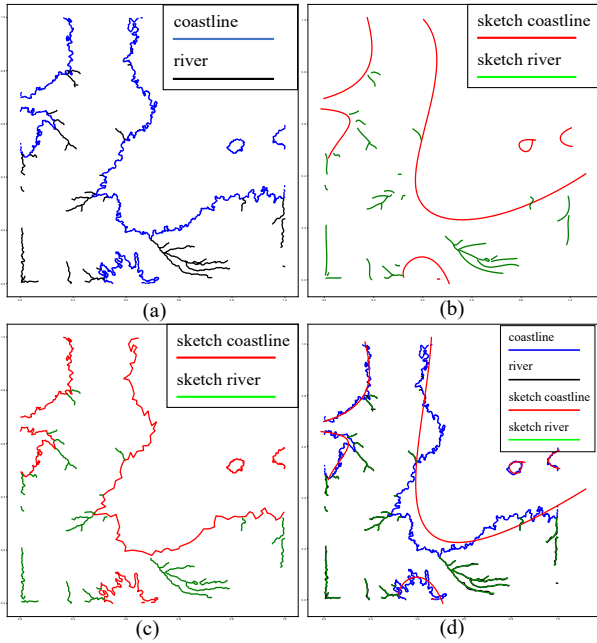 coastline
river
(a)
sketch coastline
sketch river
(b)
sketch coastline
sketch river
(c)
coastline
river
sketch coastline
sketch river
(d)